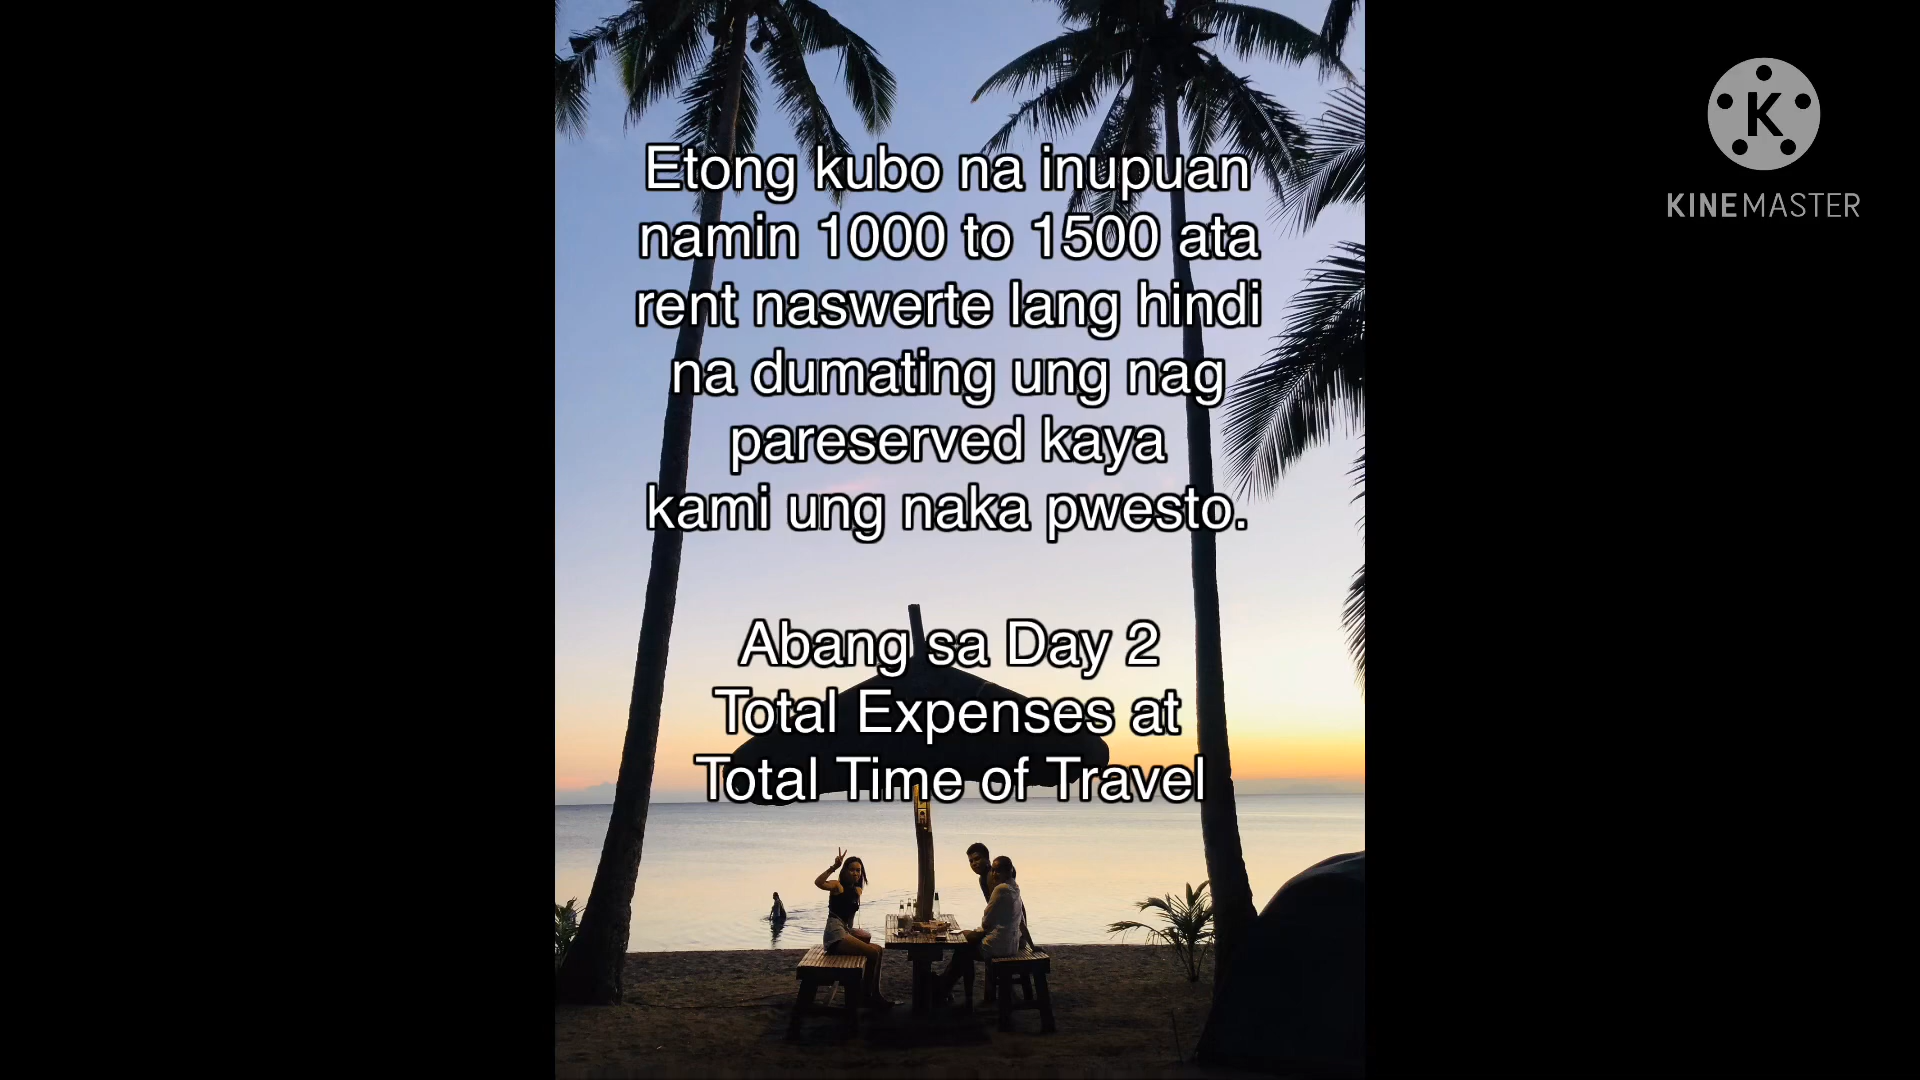 Etong kubo na inupuan
namin 1000 to 1500 ata
rent naswerte lang hindi
na dumating ung nag
pareserved kaya
kami ung naka pwesto.
Abang sa Day 2
Total Expenses at
Total Time of Travel
K
KINEMASTER